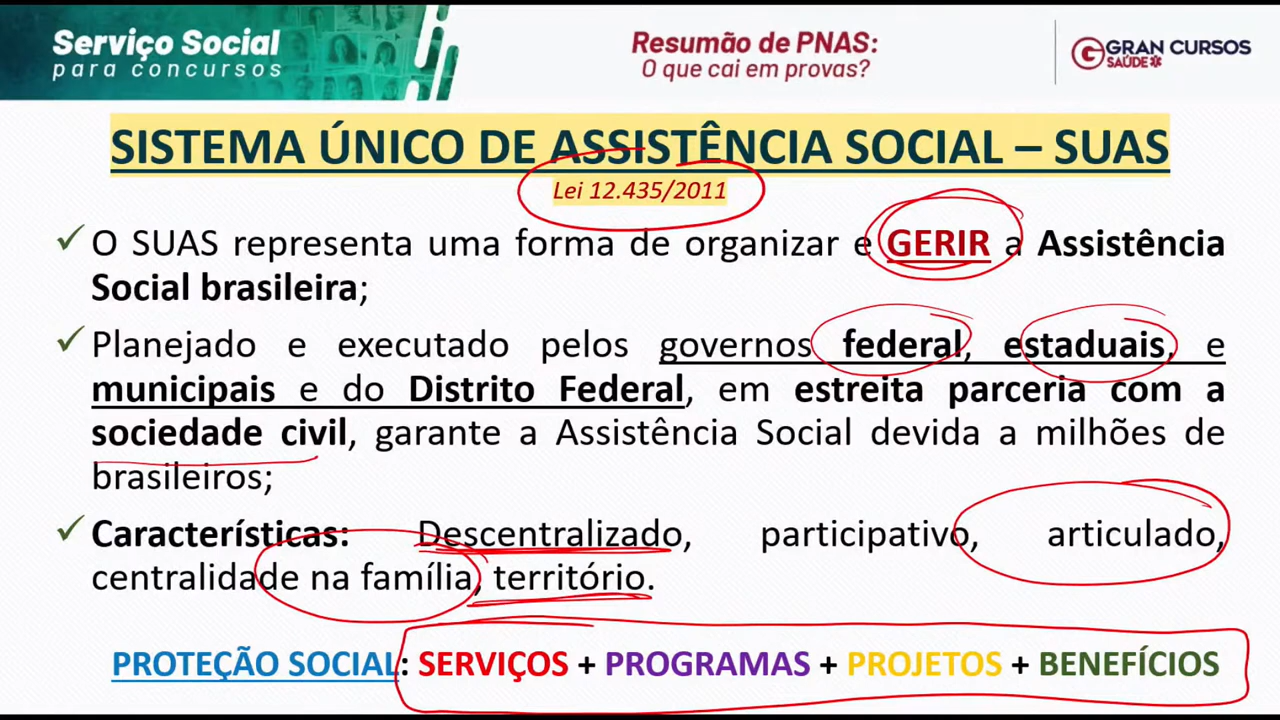 Serviço Social
para concursos
Resumão de PNAS:
O que cai em provas?
GRAN CURSOS
SAÚDE
SISTEMA ÚNICO DE ASSISTÊNCIA SOCIAL – SUAS
Lei 12.435/2011
✓ O SUAS representa uma forma de organizar e GERIR a Assistência
Social brasileira;
✓ Planejado e executado pelos governos federal, estaduais, e
municipais e do Distrito Federal, em estreita parceria com a
sociedade civil, garante a Assistência Social devida a milhões de
brasileiros;
✓ Características: Descentralizado, participativo, articulado,
centralidade na família, território.
PROTEÇÃO SOCIAL: SERVIÇOS + PROGRAMAS + PROJETOS + BENEFÍCIOS